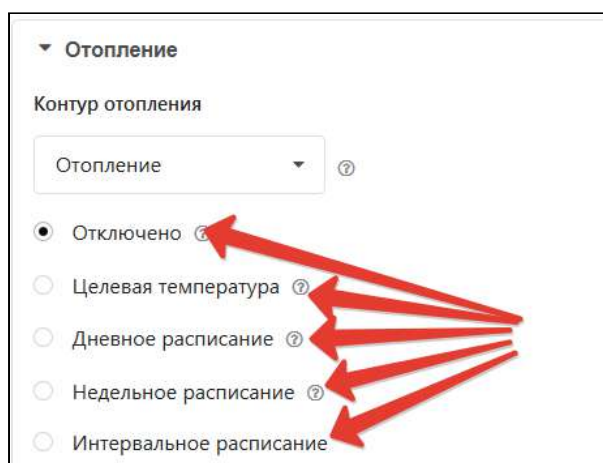 Отопление
Контур отопления
Отопление
Отключено
Целевая температура
Дневное расписание
Недельное расписание
Интервальное расписание